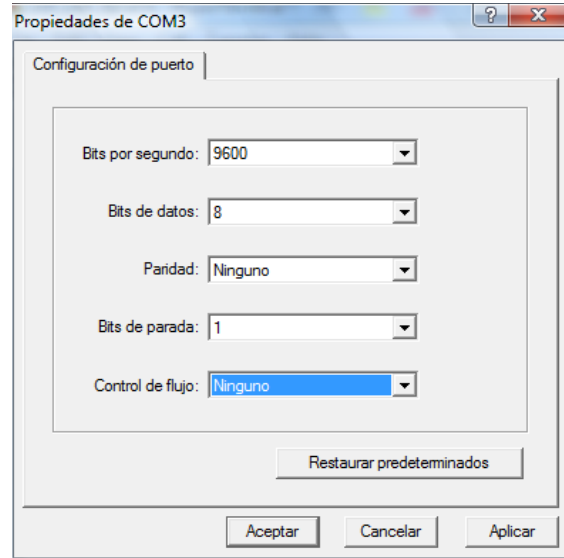 Propiedades de COM3
Configuración de puerto
Bits por segundo: 9600
Bits de datos: 8
Paridad: Ninguno
Bits de parada: 1
Control de flujo: Ninguno
Restaurar predeterminados
Aceptar Cancelar Aplicar